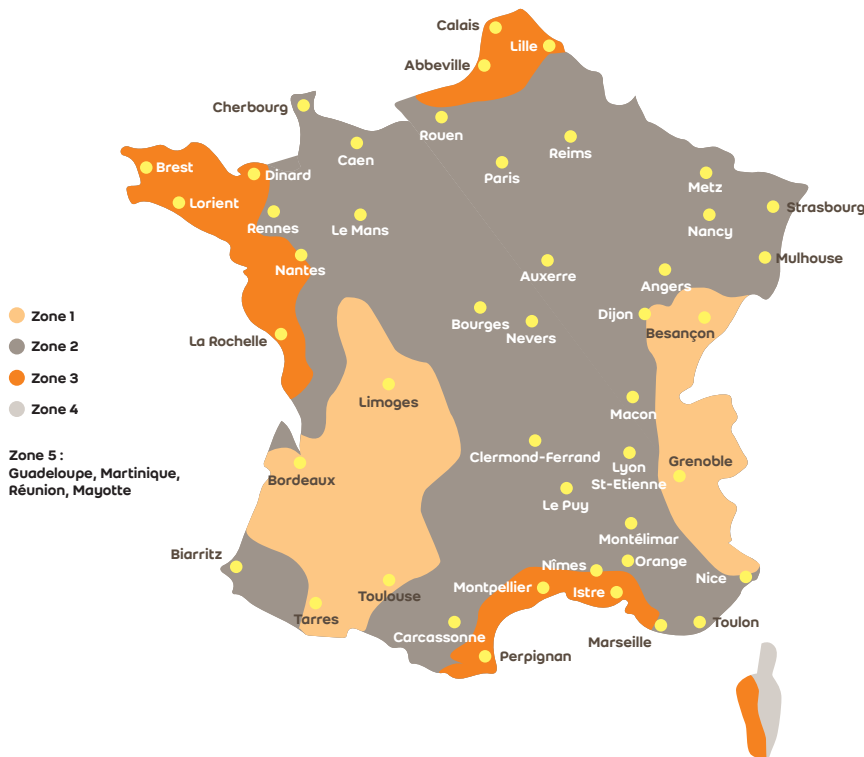 Calais
Lille
Abbeville
Cherbourg
Rouen
Caen
Reims
Paris
Brest
Dinard
Metz
Lorient
Rennes
Le Mans
Strasbourg
Nancy
Nantes
Auxerre
Mulhouse
Angers
Zone 1
Bourges
Nevers
Dijon
Besançon
La Rochelle
Zone 2
Zone 3
Zone 4
Limoges
Macon
Zone 5 :
Guadeloupe, Martinique,
Réunion, Mayotte
Clermond-Ferrand
Lyon
St-Etienne
Grenoble
Bordeaux
Le Puy
Montélimar
Biarritz
Orange
Nîmes
Nice
Montpellier
Istre
Toulouse
Tarres
Carcassonne
Marseille
Toulon
Perpignan